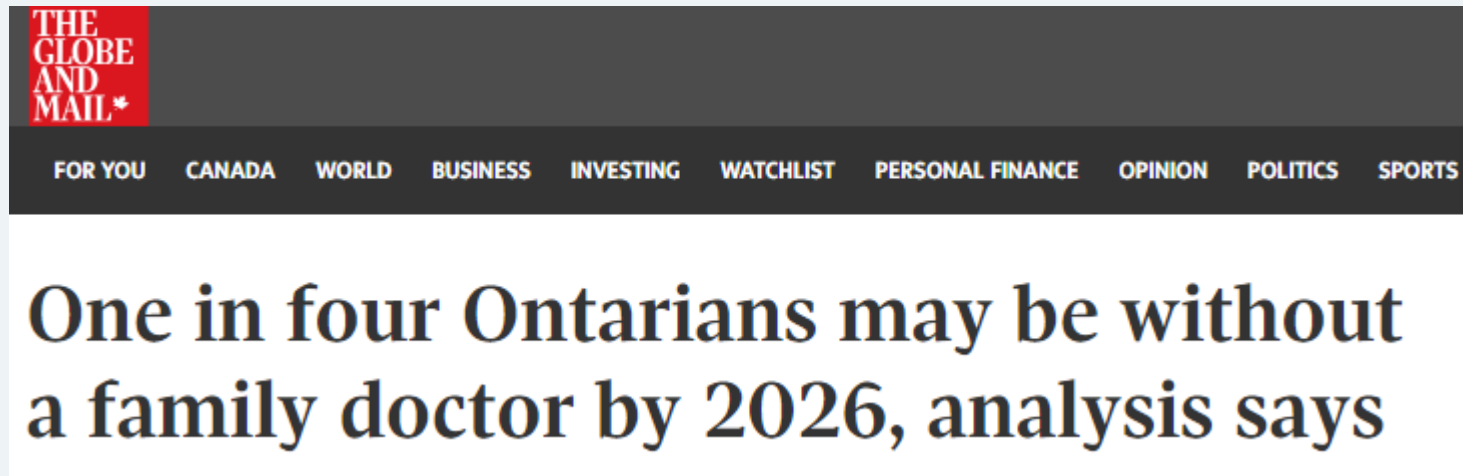 THE
GLOBE
AND
MAIL
FOR YOU CANADA WORLD BUSINESS INVESTING WATCHLIST PERSONAL FINANCE OPINION POLITICS SPORTS
One in four Ontarians may be without
a family doctor by 2026, analysis says